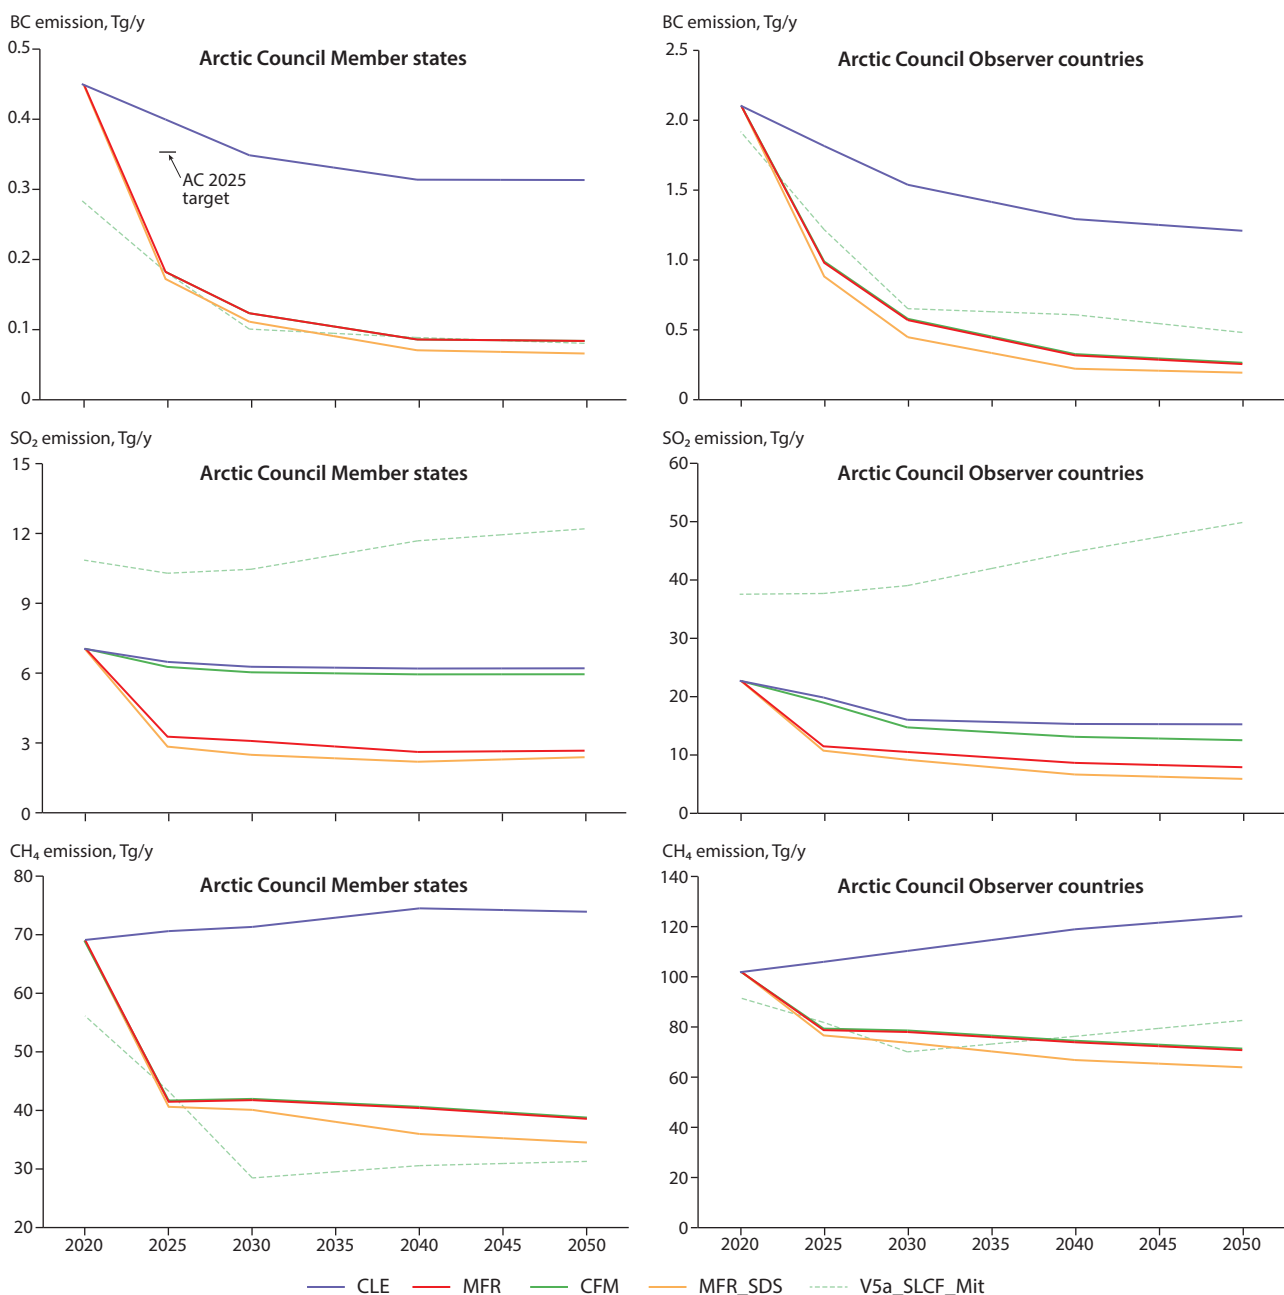 BC emission, Tg/y
Arctic Council Member states
0.5
0.4
0.3
0.2
0.1
0
AC 2025
target
BC emission, Tg/y
Arctic Council Observer countries
2.5
2.0
1.5
1.0
0.5
0
SO₂ emission, Tg/y
Arctic Council Member states
15
12
9
6
3
0
SO₂ emission, Tg/y
Arctic Council Observer countries
60
50
40
30
20
10
0
CH₄ emission, Tg/y
Arctic Council Member states
80
70
60
50
40
30
20
2020 2025 2030 2035 2040 2045 2050
CH₄ emission, Tg/y
Arctic Council Observer countries
140
120
100
80
60
40
20
0
2020 2025 2030 2035 2040 2045 2050
CLE MFR CFM MFR_SDS V5a_SLCF_Mit